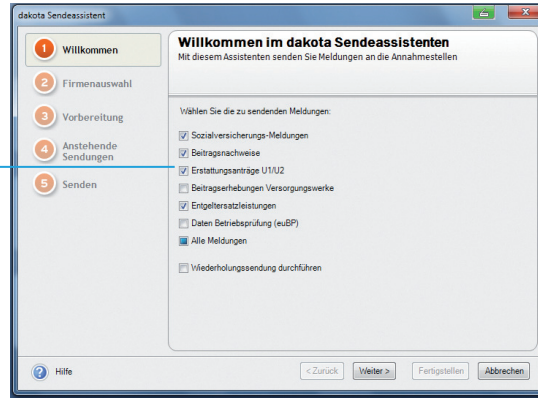 dakota Sendeassistent
1 Willkommen
2 Firmenauswahl
3 Vorbereitung
4 Anstehende
Sendungen
5 Senden
Willkommen im dakota Sendeassistenten
Mit diesem Assistenten senden Sie Meldungen an die Annahmestellen
Wählen Sie die zu sendenden Meldungen:
Sozialversicherungs-Meldungen
Beitragsnachweise
Erstattungsanträge U1/U2
Beitragserhebungen Versorgungswerke
Entgeltersatzleistungen
Daten Betriebsprüfung (euBP)
Alle Meldungen
Wiederholungssendung durchführen
? Hilfe
< Zurück Weiter > Fertigstellen Abbrechen